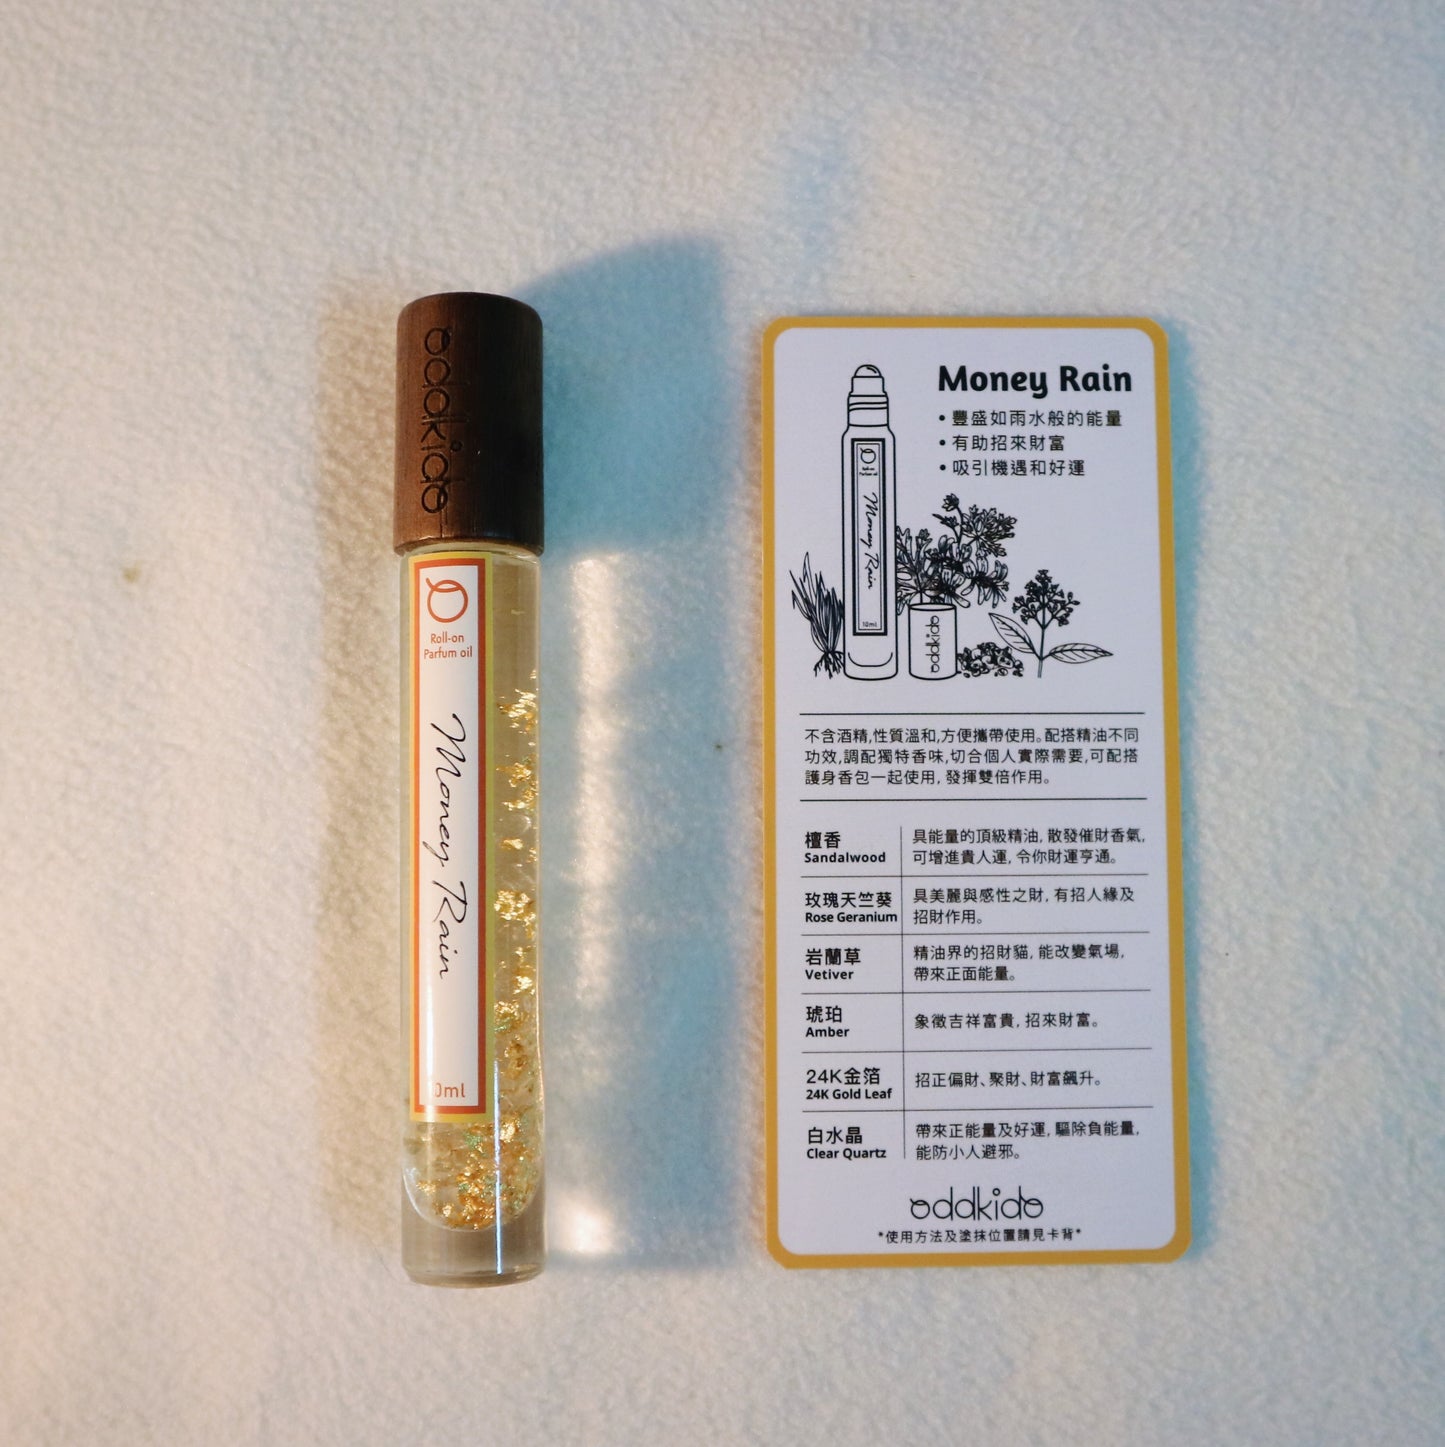 oddkido
Roll-on
Parfum oil
Money Rain
0ml
Money Rain
• 豐盛如雨水般的能量
• 有助招來財富
• 吸引機遇和好運
Roll-on
Parfum oil
Money Rain
10ml
oddkido
不含酒精,性質溫和,方便攜帶使用。配搭精油不同
功效,調配獨特香味,切合個人實際需要,可配搭
護身香包一起使用, 發揮雙倍作用。
檀香
Sandalwood
具能量的頂級精油, 散發催財香氣,
可增進貴人運, 令你財運亨通。
玫瑰天竺葵
Rose Geranium
具美麗與感性之財, 有招人緣及
招財作用。
岩蘭草
Vetiver
精油界的招財貓, 能改變氣場,
帶來正面能量。
琥珀
Amber
象徵吉祥富貴, 招來財富。
24K金箔
24K Gold Leaf
招正偏財、聚財、財富飆升。
白水晶
Clear Quartz
帶來正能量及好運, 驅除負能量,
能防小人避邪。
oddkido
*使用方法及塗抹位置請見卡背*